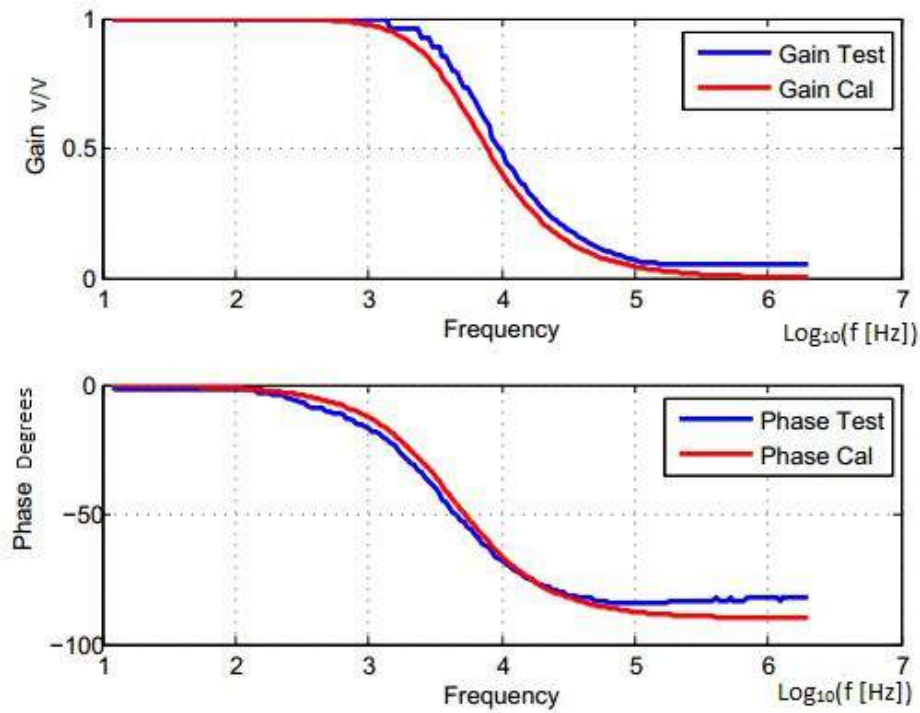 1
0.5
0
Gain V/V
Gain Test
Gain Cal
1 2 3 4 5 6 7
Frequency
Log₁₀(f [Hz])
0
−50
−100
Phase Degrees
Phase Test
Phase Cal
1 2 3 4 5 6 7
Frequency
Log₁₀(f [Hz])